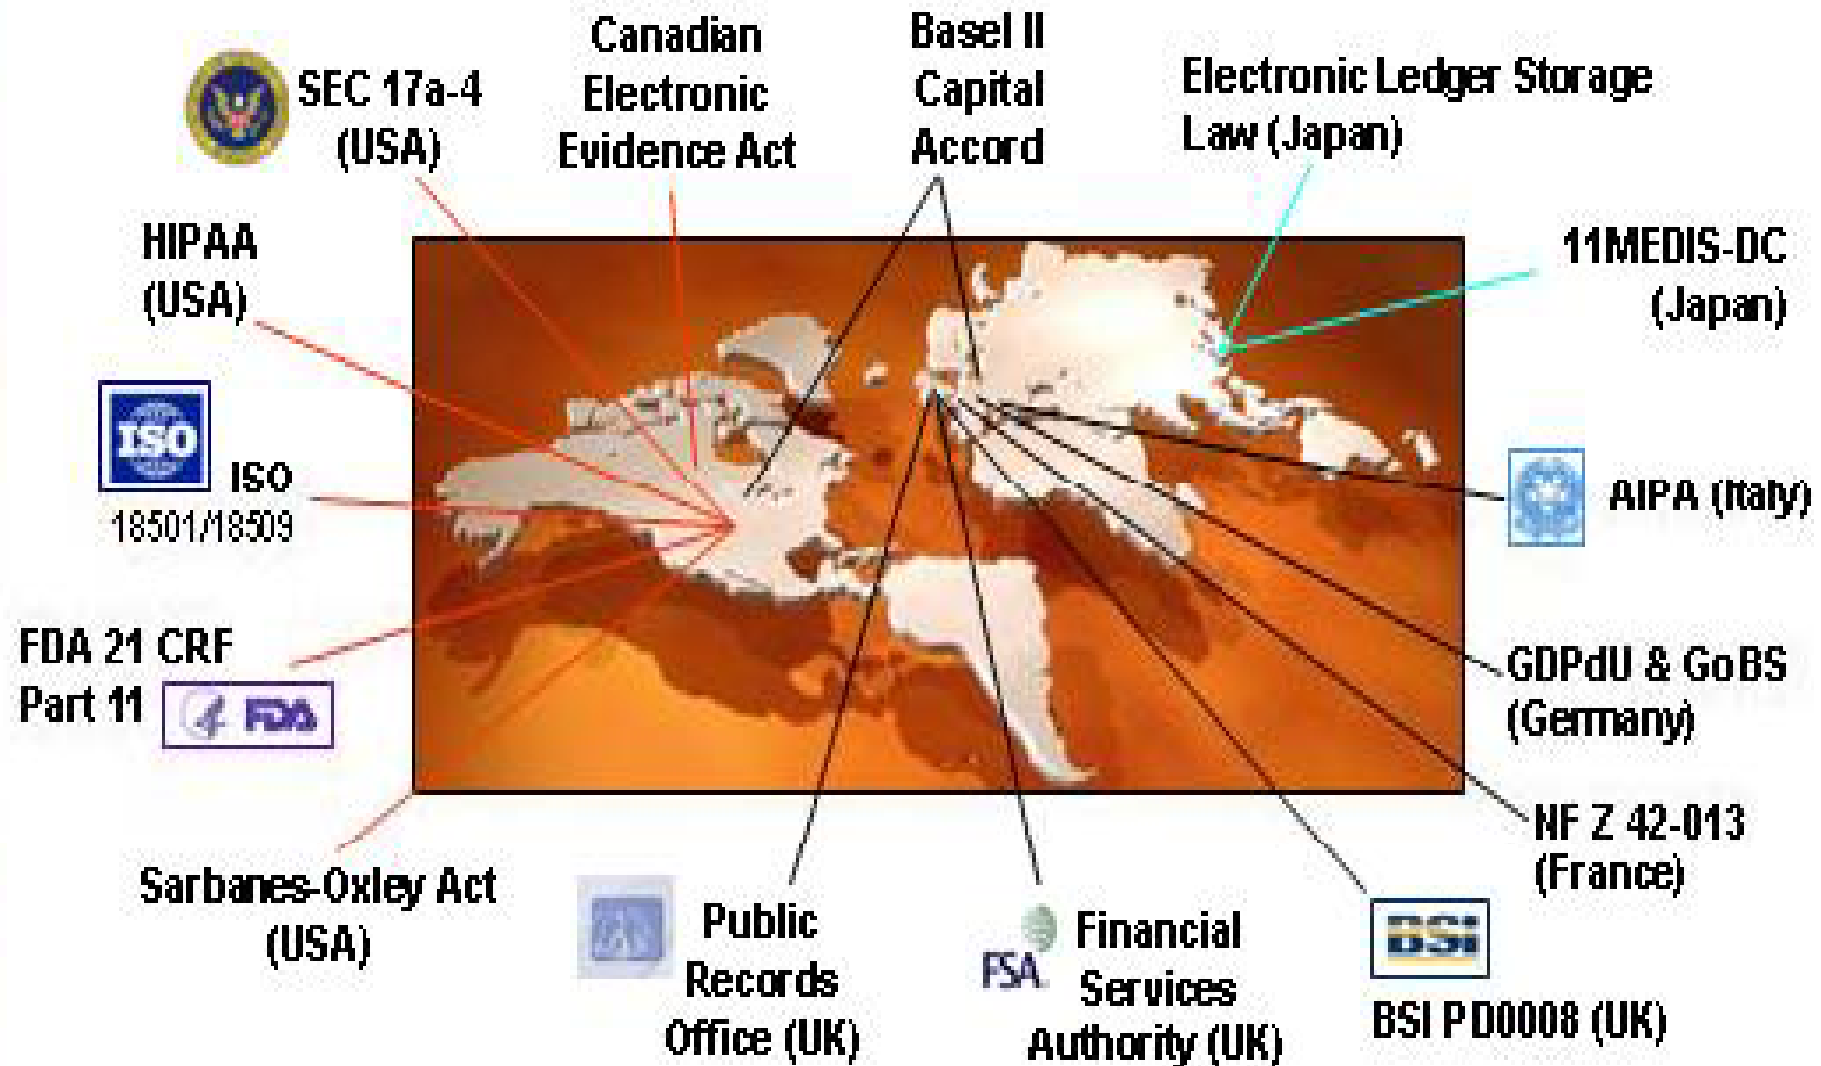 SEC 17a-4
(USA)
Canadian
Electronic
Evidence Act
Basel II
Capital
Accord
Electronic Ledger Storage
Law (Japan)
HIPAA
(USA)
11MEDIS-DC
(Japan)
ISO
ISO
18501/18509
AIPA (Italy)
FDA 21 CRF
Part 11
FDA
GDPdU & GoBS
(Germany)
NF Z 42-013
(France)
Sarbanes-Oxley Act
(USA)
Public
Records
Office (UK)
FSA
Financial
Services
Authority (UK)
BSI
BSI PD0008 (UK)